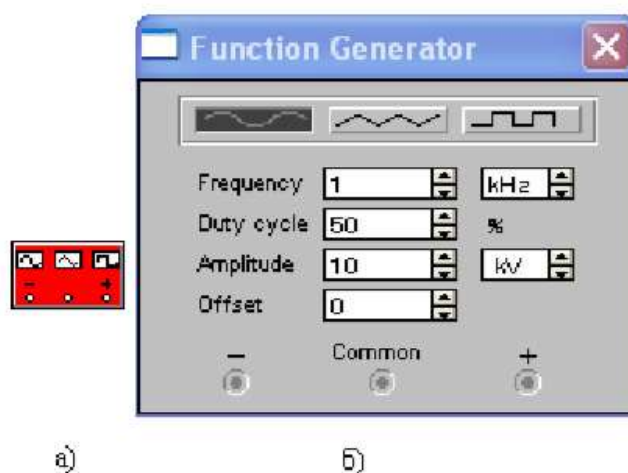 Function Generator
Frequency 1 kHz
Duty cycle 50 %
Amplitude 10 kV
Offset 0
− Common +
− +
а) б)